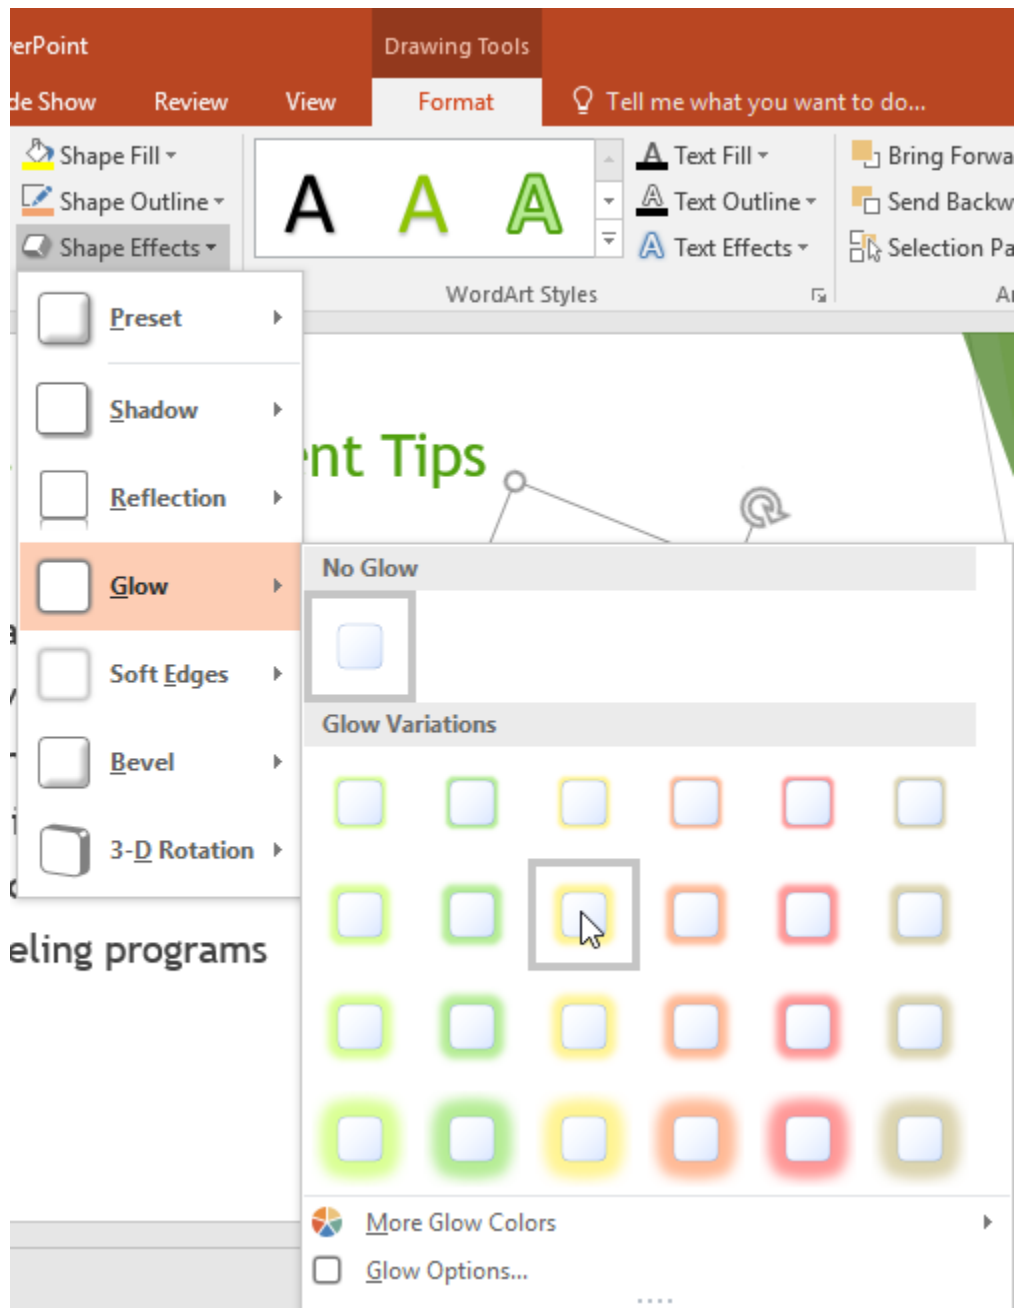 erPoint
Drawing Tools
de Show Review View Format Tell me what you want to do...
Shape Fill
Shape Outline
Shape Effects
A A A
Text Fill
Text Outline
Text Effects
Bring Forwa
Send Backw
Selection Pa
WordArt Styles
Ar
Preset
Shadow
Reflection
Glow
Soft Edges
Bevel
3-D Rotation
ent Tips
No Glow
Glow Variations
eling programs
More Glow Colors
Glow Options...